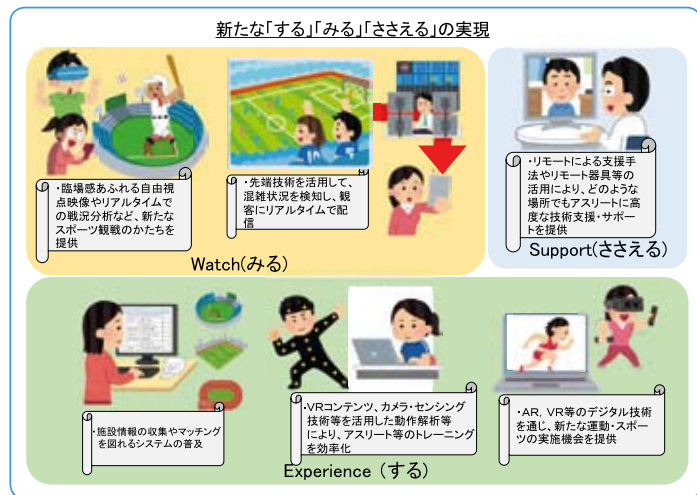 新たな「する」「みる」「ささえる」の実現
・臨場感あふれる自由視
点映像やリアルタイムで
の戦況分析など、新たな
スポーツ観戦のかたちを
提供
・先端技術を活用して、
混雑状況を検知し、観
客にリアルタイムで配
信
Watch(みる)
・リモートによる支援手
法やリモート器具等の
活用により、どのような
場所でもアスリートに高
度な技術支援・サポー
トを提供
Support(ささえる)
・施設情報の収集やマッチング
を図れるシステムの普及
・VRコンテンツ、カメラ・センシング
技術等を活用した動作解析等
により、アスリート等のトレーニング
を効率化
・AR，VR等のデジタル技術
を通じ、新たな運動・スポー
ツの実施機会を提供
Experience（する）